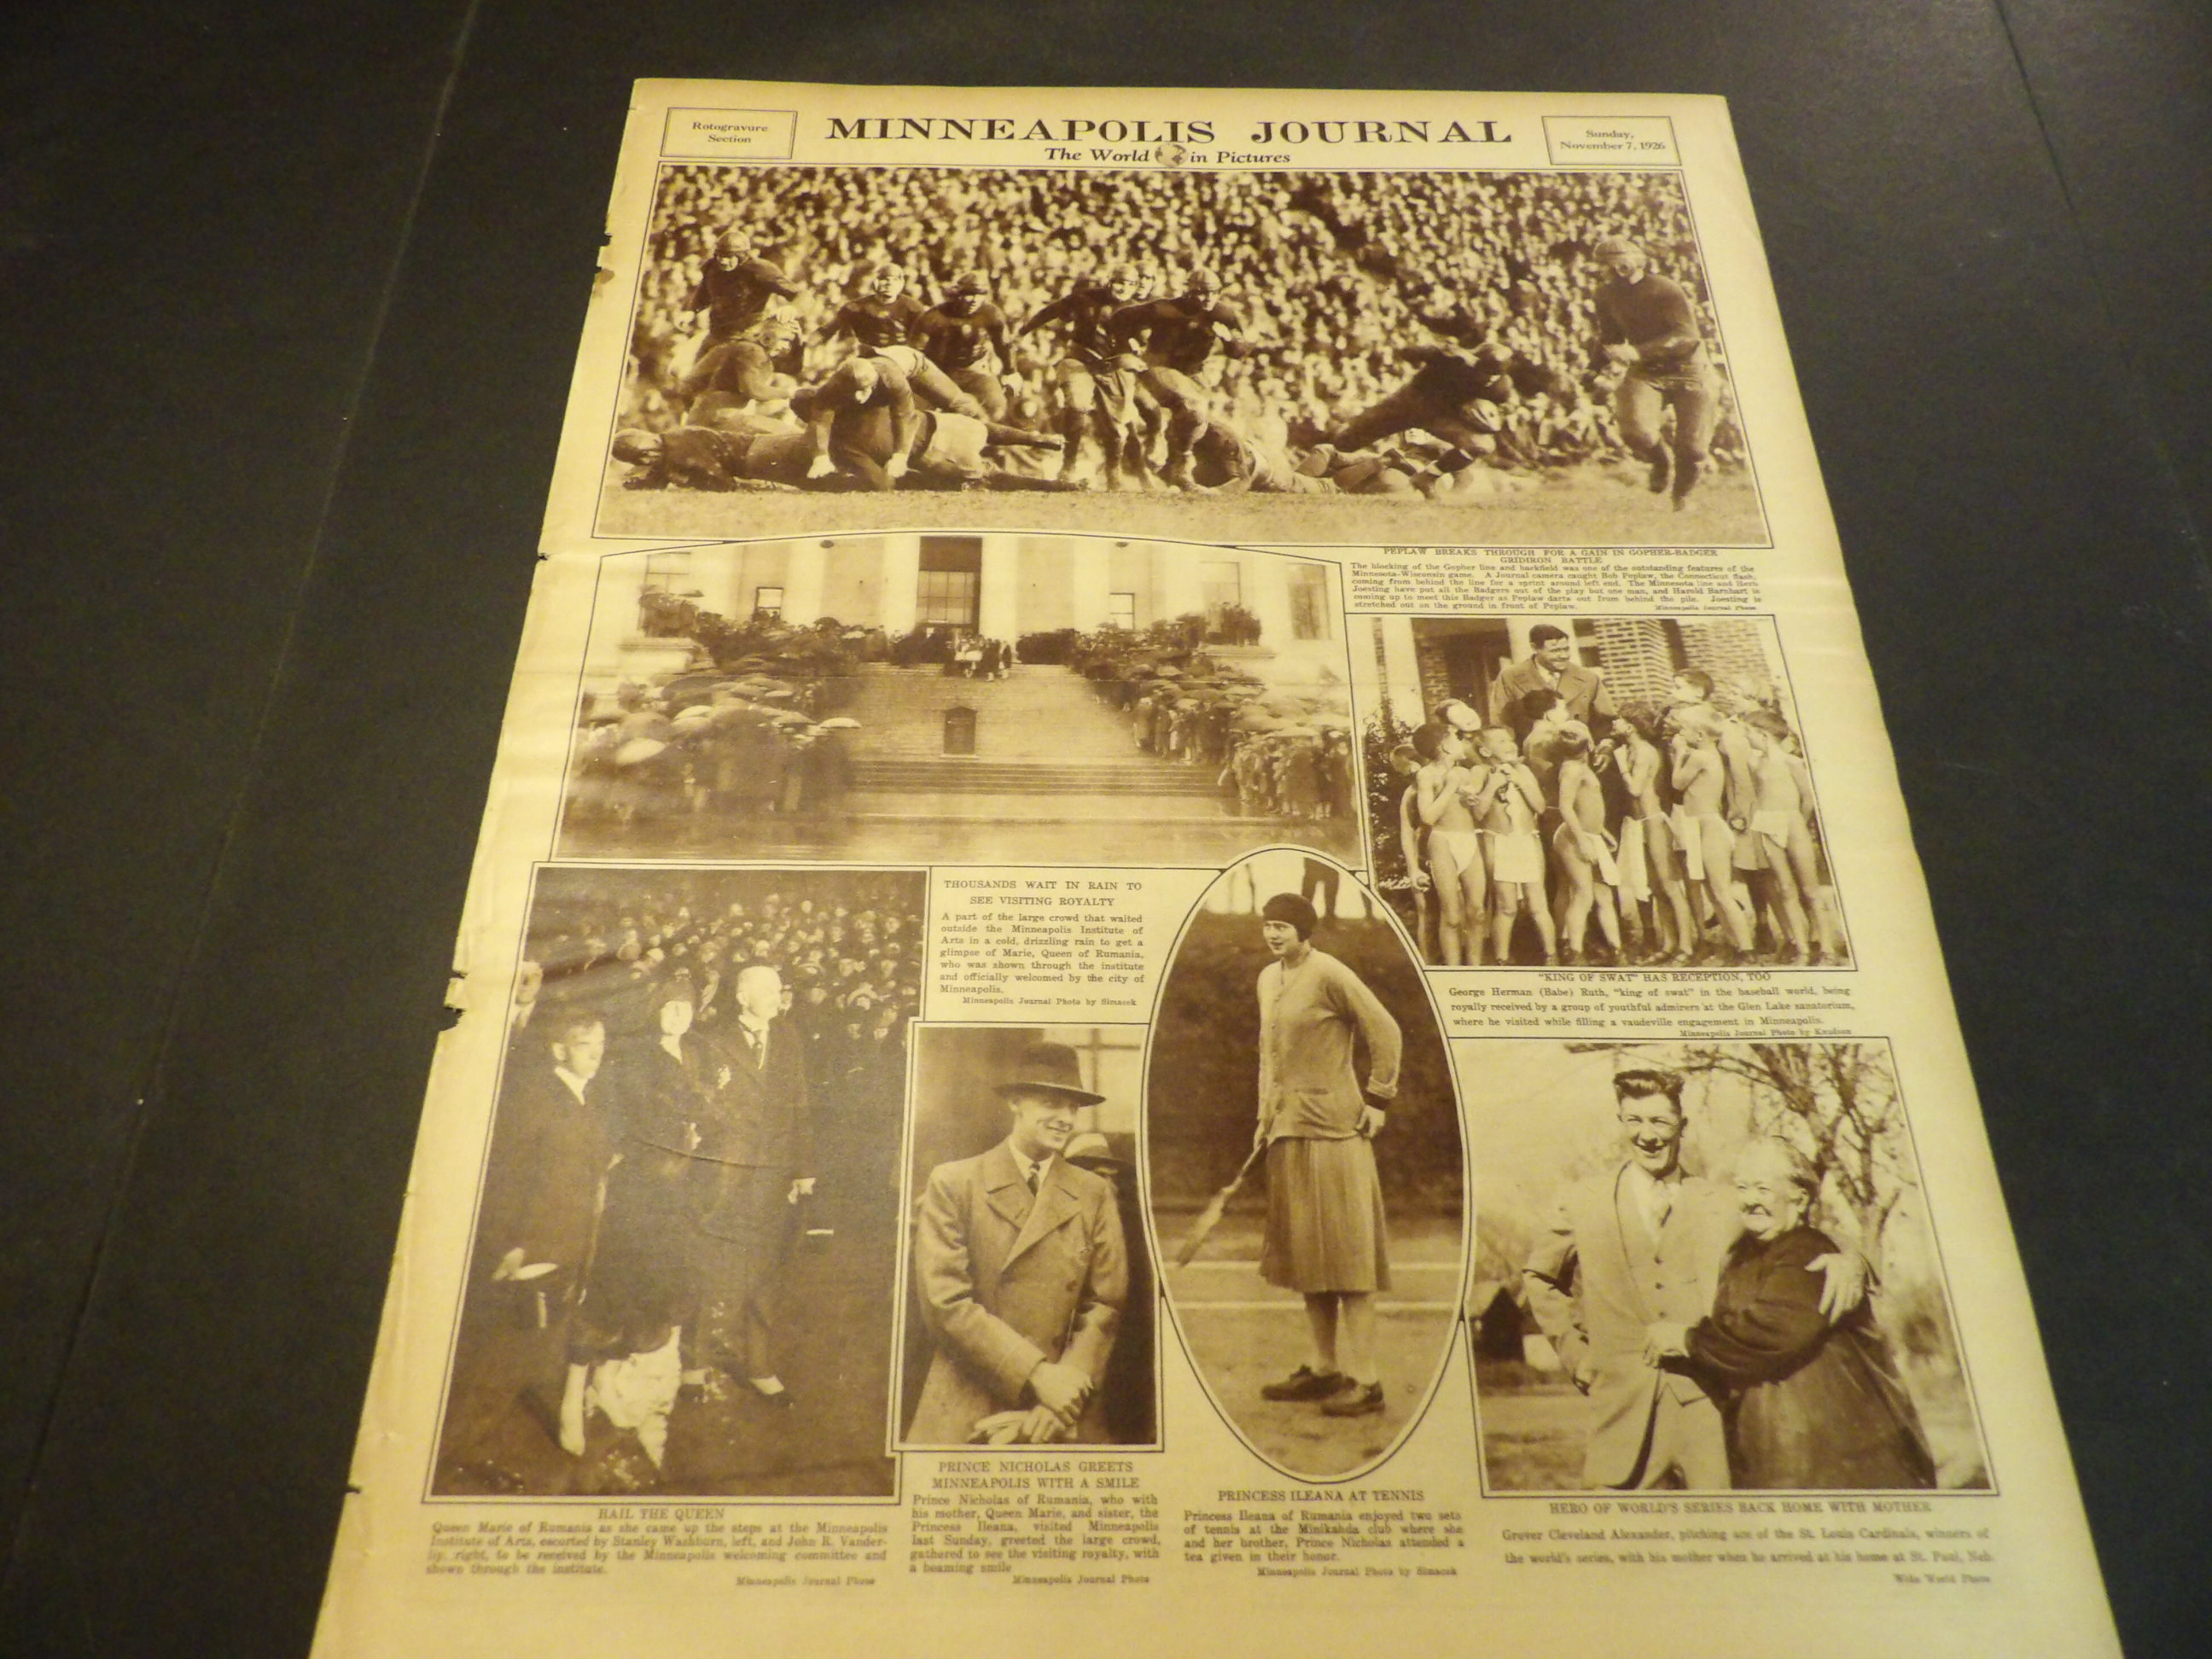 Rotogravure
Section
MINNEAPOLIS JOURNAL
The World in Pictures
Sunday,
November 7, 1926
PEPLAW BREAKS THROUGH FOR A GAIN IN GOPHER-BADGER
GRIDIRON BATTLE
The blocking of the Gopher line and backfield was one of the outstanding features of the
Minnesota-Wisconsin game. A Journal camera caught Bob Peplaw, the Connecticut flash,
coming from behind the line for a sprint around left end. The Minnesota line and Herb
Joesting have put all the Badgers out of the play but one man, and Harold Barnhart is
coming up to meet this Badger as Peplaw darts out from behind the pile. Joesting is
stretched out on the ground in front of Peplaw.
Minneapolis Journal Photo
THOUSANDS WAIT IN RAIN TO
SEE VISITING ROYALTY
A part of the large crowd that waited
outside the Minneapolis Institute of
Arts in a cold, drizzling rain to get a
glimpse of Marie, Queen of Rumania,
who was shown through the institute
and officially welcomed by the city of
Minneapolis.
Minneapolis Journal Photo by Simacek
"KING OF SWAT" HAS RECEPTION, TOO
George Herman (Babe) Ruth, "king of swat" in the baseball world, being
royally received by a group of youthful admirers at the Glen Lake sanatorium,
where he visited while filling a vaudeville engagement in Minneapolis.
Minneapolis Journal Photo by Knudson
HAIL THE QUEEN
Queen Marie of Rumania as she came up the steps at the Minneapolis
Institute of Arts, escorted by Stanley Washburn, left, and John R. Vander-
lip, right, to be received by the Minneapolis welcoming committee and
shown through the institute.
Minneapolis Journal Photo
PRINCE NICHOLAS GREETS
MINNEAPOLIS WITH A SMILE
Prince Nicholas of Rumania, who with
his mother, Queen Marie, and sister, the
Princess Ileana, visited Minneapolis
last Sunday, greeted the large crowd,
gathered to see the visiting royalty, with
a beaming smile
Minneapolis Journal Photo
PRINCESS ILEANA AT TENNIS
Princess Ileana of Rumania enjoyed two sets
of tennis at the Minikahda club where she
and her brother, Prince Nicholas attended a
tea given in their honor.
Minneapolis Journal Photo by Simacek
HERO OF WORLD'S SERIES BACK HOME WITH MOTHER
Grover Cleveland Alexander, pitching ace of the St. Louis Cardinals, winners of
the world's series, with his mother when he arrived at his home at St. Paul, Neb.
Wide World Photo